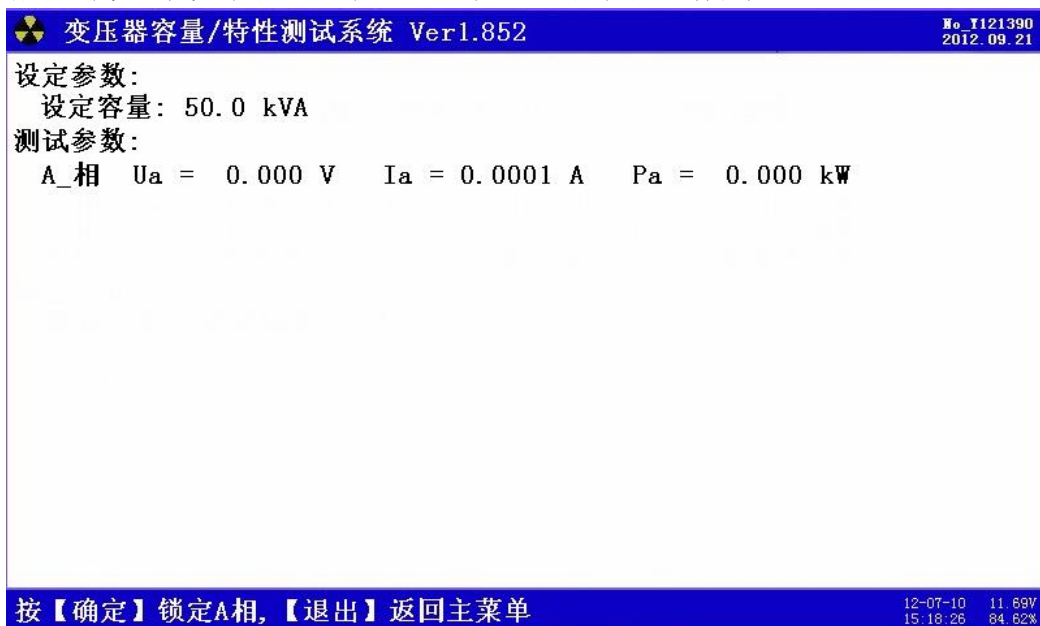 变压器容量/特性测试系统 Ver1.852
No_Y121390
2012.09.21
设定参数:
设定容量: 50.0 kVA
测试参数:
A_相 Ua = 0.000 V Ia = 0.0001 A Pa = 0.000 kW
按【确定】锁定A相,【退出】返回主菜单
12-07-10 11.69V
15:18:26 84.62%